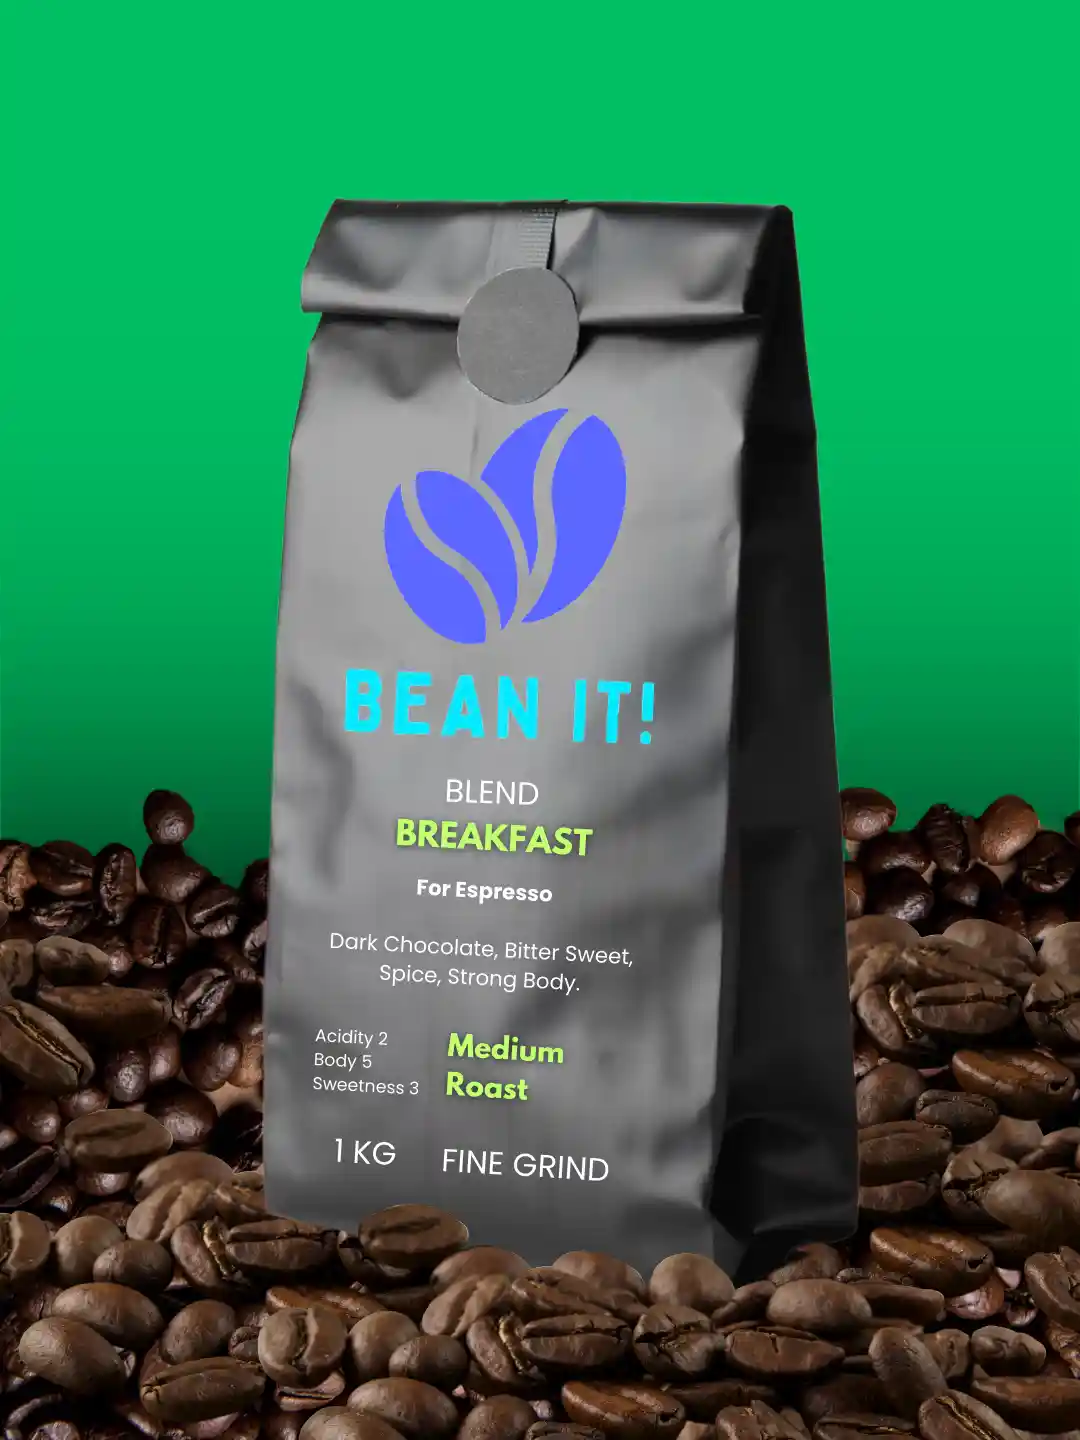 BEAN IT!
BLEND
BREAKFAST
For Espresso
Dark Chocolate, Bitter Sweet,
Spice, Strong Body.
Acidity 2
Body 5
Sweetness 3
Medium
Roast
1 KG
FINE GRIND